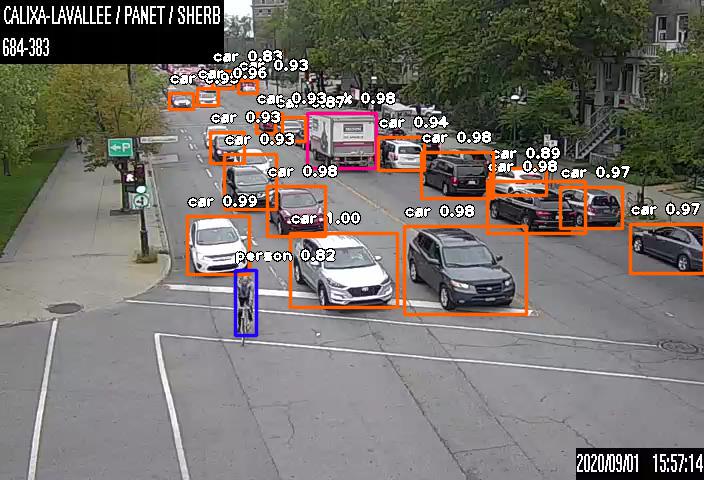 CALIXA-LAVALLEE / PANET / SHERB
684-383
car 0.83
car 0.93
car 0.96
car 0.93
0.98
car 0.93
car 0.94
car 0.93
car 0.98
car 0.89
car 0.98
car 0.98
car 0.97
car 0.99
car 1.00
car 0.98
car 0.97
person 0.82
P
2020/09/01 15:57:14